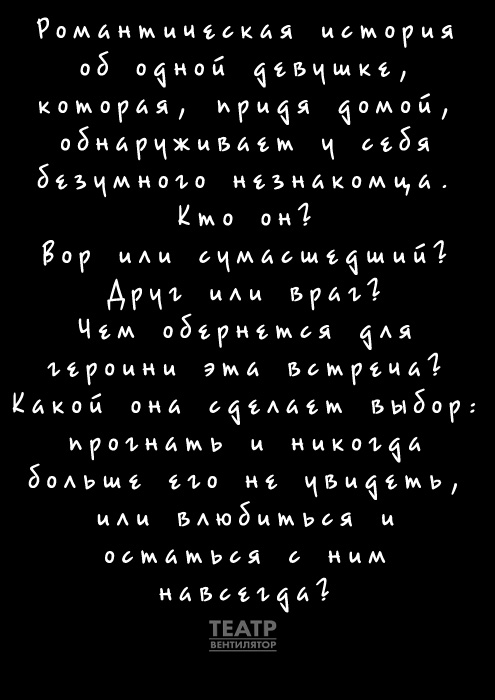 Романтическая история
об одной девушке,
которая, придя домой,
обнаруживает у себя
безумного незнакомца.
Кто он?
Вор или сумасшедший?
Друг или враг?
Чем обернется для
героини эта встреча?
Какой она сделает выбор:
прогнать и никогда
больше его не увидеть,
или влюбиться и
остаться с ним
навсегда?
ТЕАТР
ВЕНТИЛЯТОР